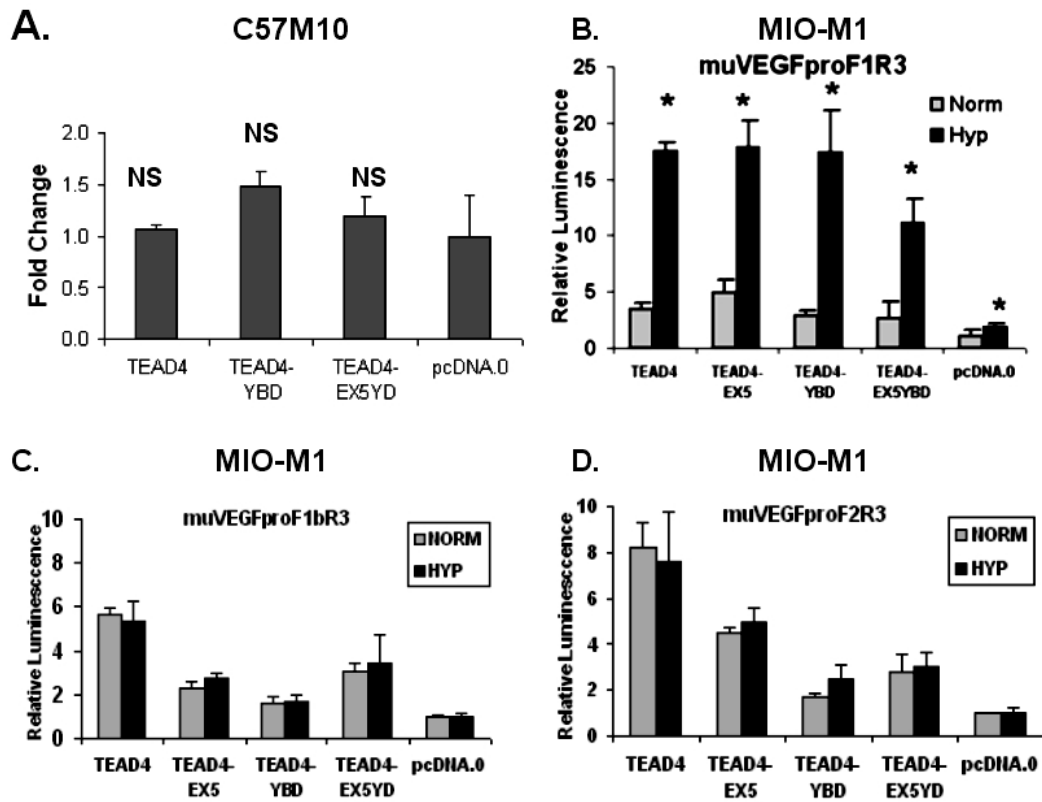 A.
C57M10
Fold Change
2.0
1.5
1.0
0.5
0.0
NS
NS
NS
TEAD4
TEAD4-
YBD
TEAD4-
EX5YD
pcDNA.0
B.
MIO-M1
muVEGFproF1R3
Relative Luminescence
25
20
15
10
5
0
*
*
*
*
*
Norm
Hyp
TEAD4
TEAD4-
EX5
TEAD4-
YBD
TEAD4-
EX5YBD
pcDNA.0
C.
MIO-M1
muVEGFproF1bR3
Relative Luminesccence
10
8
6
4
2
0
NORM
HYP
TEAD4
TEAD4-
EX5
TEAD4-
YBD
TEAD4-
EX5YD
pcDNA.0
D.
MIO-M1
muVEGFproF2R3
Relative Luminesccence
10
8
6
4
2
0
NORM
HYP
TEAD4
TEAD4-
EX5
TEAD4-
YBD
TEAD4-
EX5YD
pcDNA.0